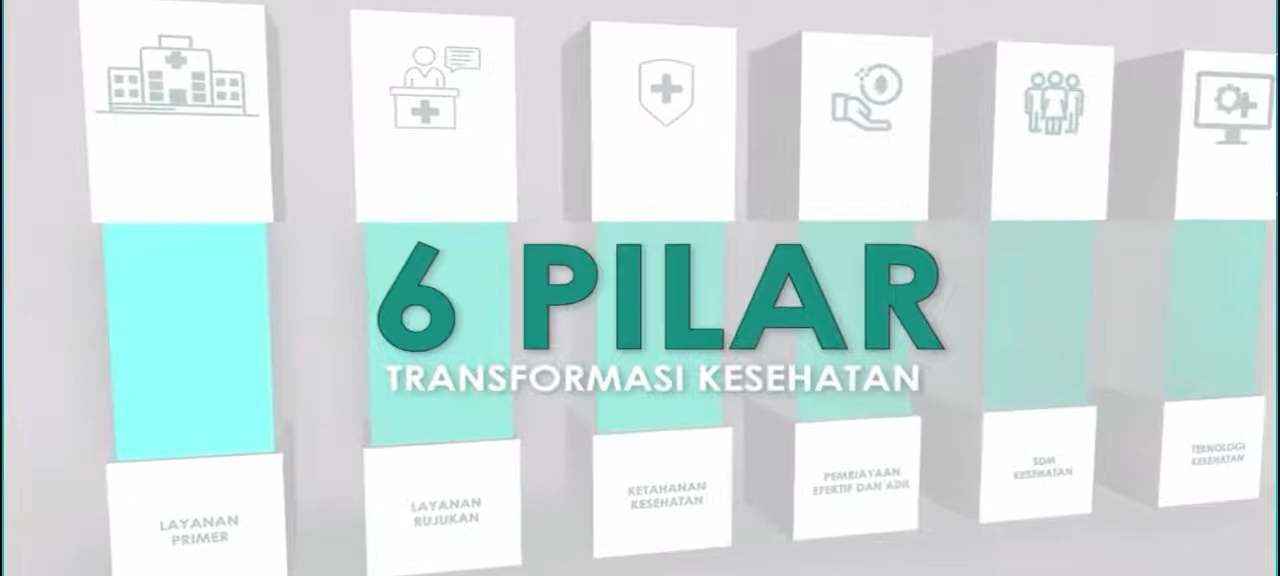 6 PILAR
TRANSFORMASI KESEHATAN
LAYANAN
PRIMER
LAYANAN
RUJUKAN
KETAHANAN
KESEHATAN
PEMBIAYAAN
EFEKTIF DAN ADIL
SDM
KESEHATAN
TEKNOLOGI
KESEHATAN